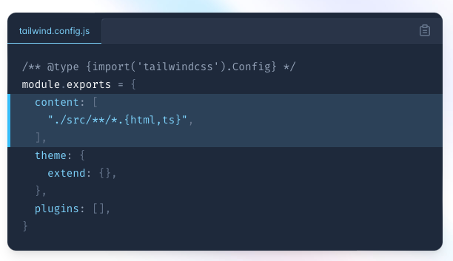 tailwind.config.js
/** @type {import('tailwindcss').Config} */
module.exports = {
  content: [
    "./src/**/*.{html,ts}",
  ],
  theme: {
    extend: {},
  },
  plugins: [],
}